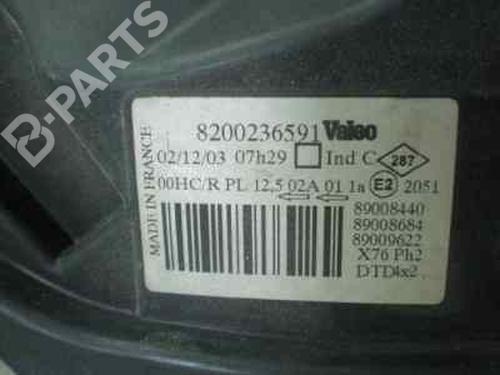 B-PARTS
MADE IN FRANCE
8200236591 Valeo
02/12/03 07h29 Ind C 287
00HC/R PL 12,5 02A 01 1a E2 2051
89008440
89008684
89009622
X76 Ph2
DTD4x2